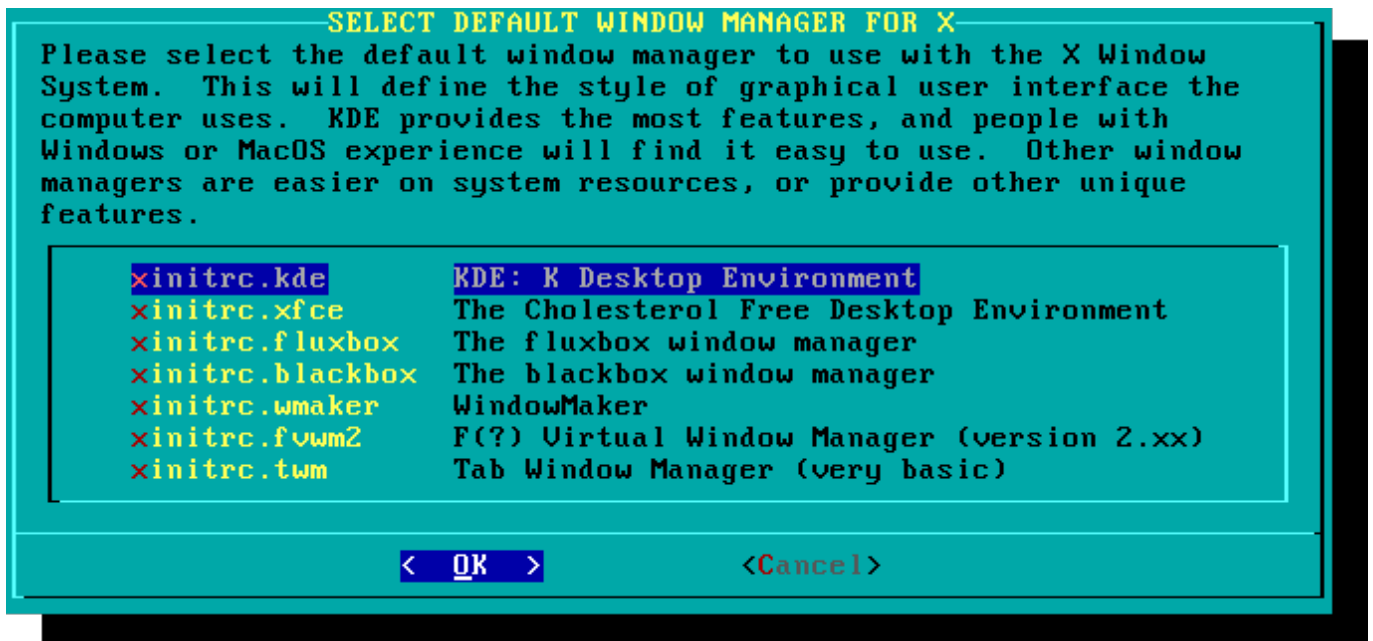 SELECT DEFAULT WINDOW MANAGER FOR X
Please select the default window manager to use with the X Window
System.  This will define the style of graphical user interface the
computer uses.  KDE provides the most features, and people with
Windows or MacOS experience will find it easy to use.  Other window
managers are easier on system resources, or provide other unique
features.
xinitrc.kde KDE: K Desktop Environment
xinitrc.xfce The Cholesterol Free Desktop Environment
xinitrc.fluxbox The fluxbox window manager
xinitrc.blackbox The blackbox window manager
xinitrc.wmaker WindowMaker
xinitrc.fvwm2 F(?) Virtual Window Manager (version 2.xx)
xinitrc.twm Tab Window Manager (very basic)
< OK > <Cancel>